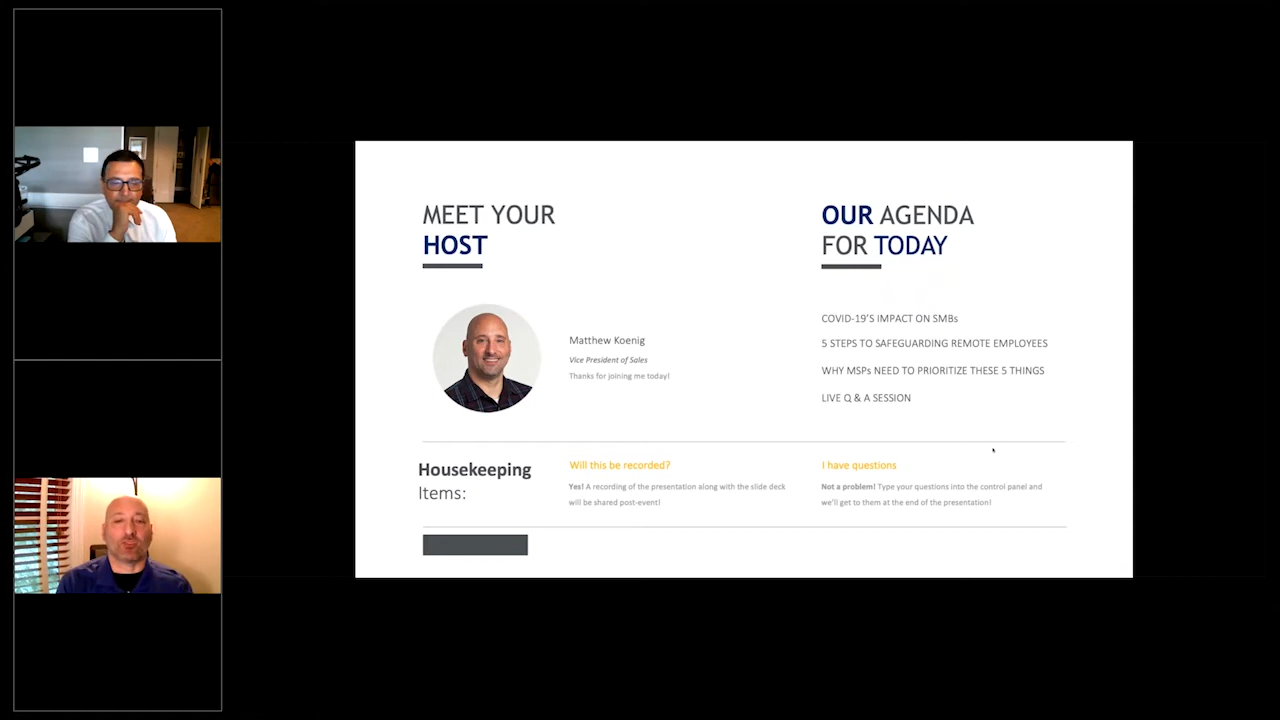 MEET YOUR
HOST
Matthew Koenig
Vice President of Sales
Thanks for joining me today!
OUR AGENDA
FOR TODAY
COVID-19'S IMPACT ON SMBs
5 STEPS TO SAFEGUARDING REMOTE EMPLOYEES
WHY MSPs NEED TO PRIORITIZE THESE 5 THINGS
LIVE Q & A SESSION
Housekeeping
Items:
Will this be recorded?
Yes! A recording of the presentation along with the slide deck
will be shared post-event!
I have questions
Not a problem! Type your questions into the control panel and
we'll get to them at the end of the presentation!